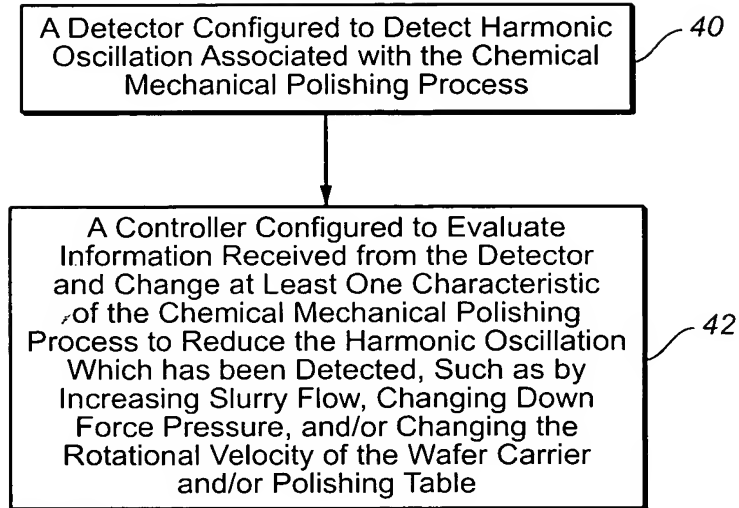 A Detector Configured to Detect Harmonic
Oscillation Associated with the Chemical
Mechanical Polishing Process
40
A Controller Configured to Evaluate
Information Received from the Detector
and Change at Least One Characteristic
of the Chemical Mechanical Polishing
Process to Reduce the Harmonic Oscillation
Which has been Detected, Such as by
Increasing Slurry Flow, Changing Down
Force Pressure, and/or Changing the
Rotational Velocity of the Wafer Carrier
and/or Polishing Table
42